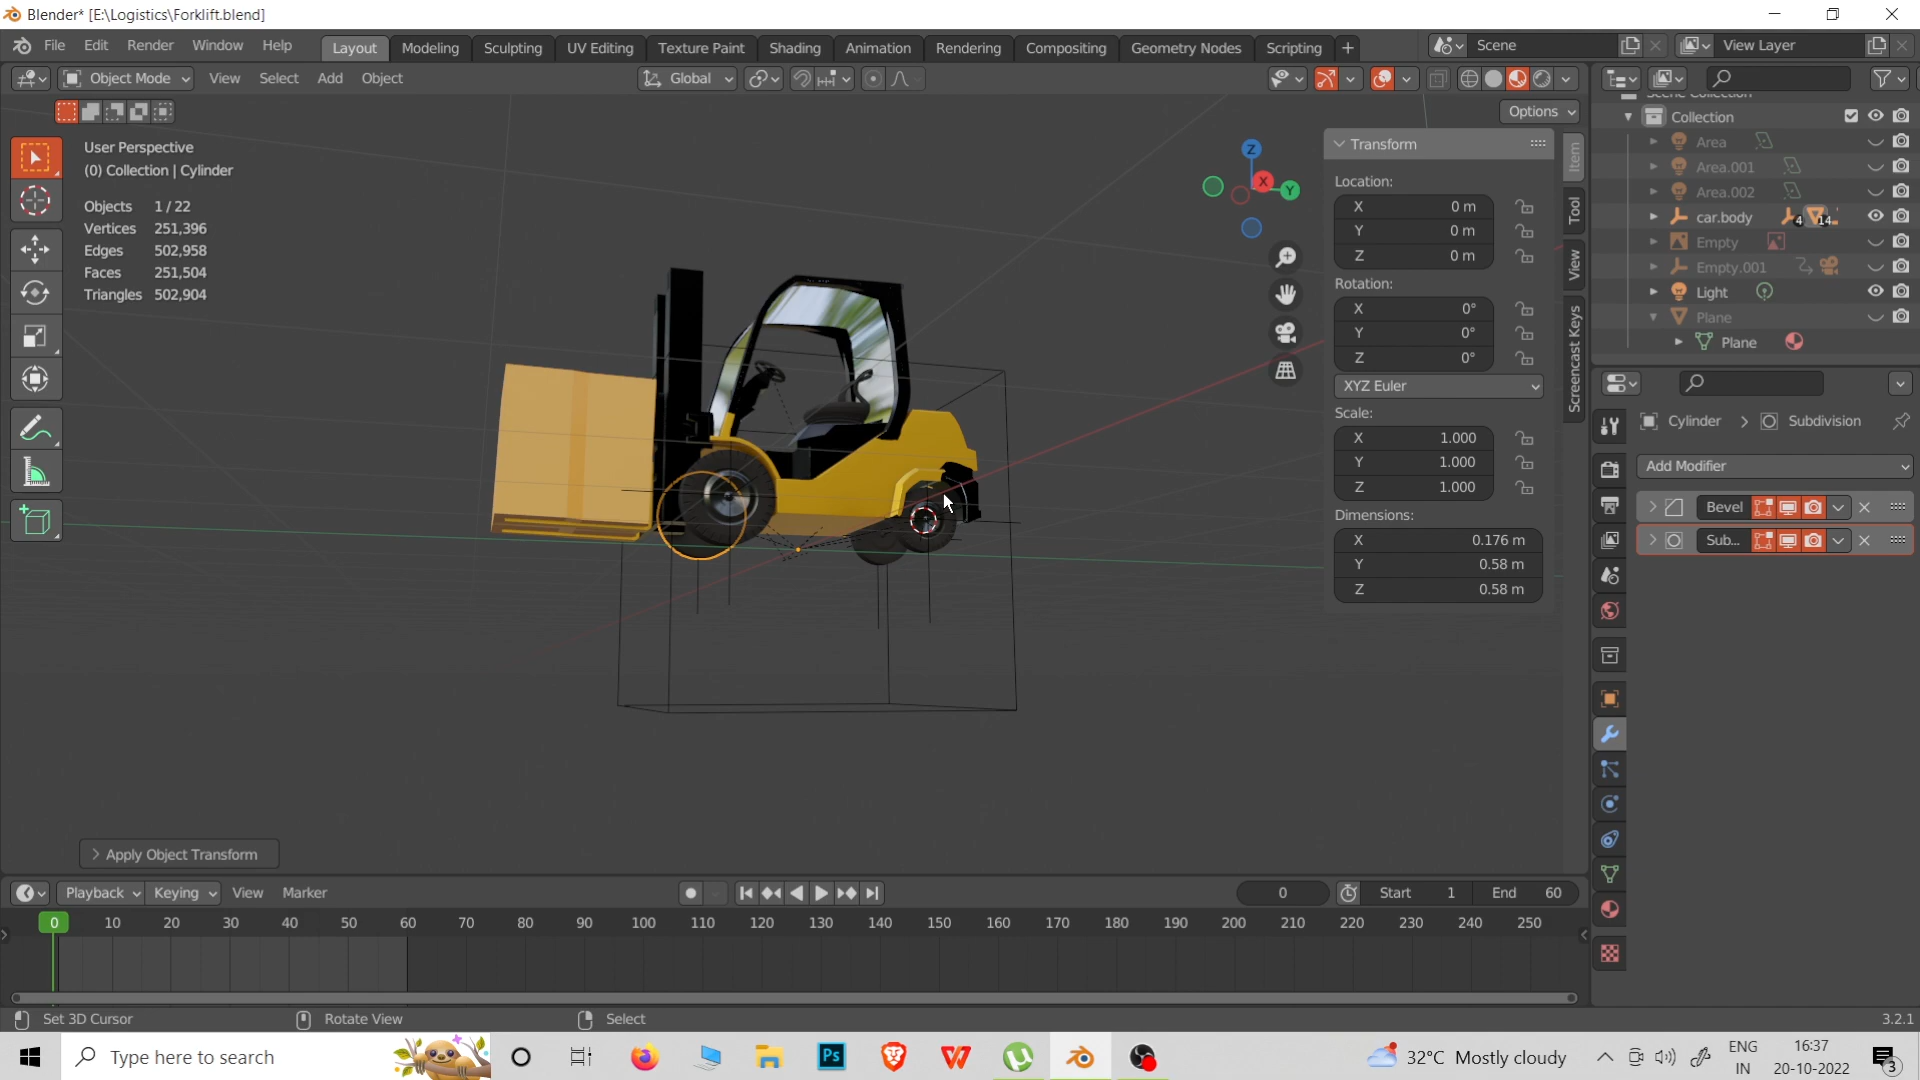 Blender* [E:\Logistics\Forklift.blend]
File Edit Render Window Help Layout Modeling Sculpting UV Editing Texture Paint Shading Animation Rendering Compositing Geometry Nodes Scripting + Scene View Layer
Object Mode View Select Add Object Global
Options
User Perspective
(0) Collection | Cylinder
Objects 1 / 22
Vertices 251,396
Edges 502,958
Faces 251,504
Triangles 502,904
Z
X
Y
Transform
Location:
X 0 m
Y 0 m
Z 0 m
Rotation:
X 0°
Y 0°
Z 0°
XYZ Euler
Scale:
X 1.000
Y 1.000
Z 1.000
Dimensions:
X 0.176 m
Y 0.58 m
Z 0.58 m
Item
Tool
View
Screencast Keys
Collection
Area
Area.001
Area.002
car.body 4 14
Empty
Empty.001
Light
Plane
Plane
Cylinder > Subdivision
Add Modifier
Bevel
Sub...
> Apply Object Transform
Playback Keying View Marker 0 Start 1 End 60
0 10 20 30 40 50 60 70 80 90 100 110 120 130 140 150 160 170 180 190 200 210 220 230 240 250
Set 3D Cursor Rotate View Select 3.2.1
Type here to search Ps 32°C Mostly cloudy ENG IN 16:37 20-10-2022 3